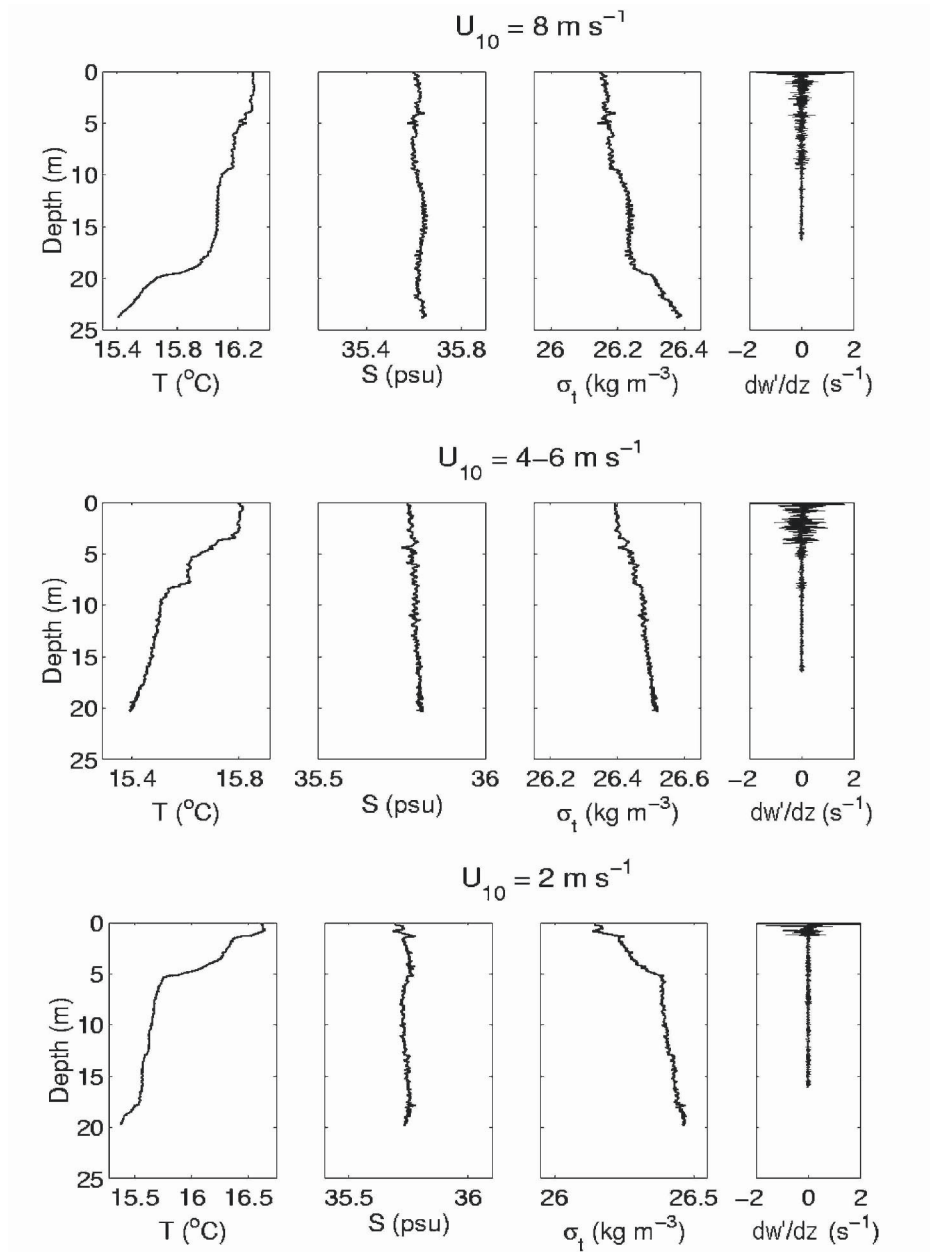 U₁₀ = 8 m s⁻¹
0
5
10
15
20
25
Depth (m)
15.4 15.8 16.2
T (°C)
35.4 35.8
S (psu)
26 26.2 26.4
σₜ (kg m⁻³)
−2 0 2
dw'/dz (s⁻¹)
U₁₀ = 4−6 m s⁻¹
0
5
10
15
20
25
Depth (m)
15.4 15.8
T (°C)
35.5 36
S (psu)
26.2 26.4 26.6
σₜ (kg m⁻³)
−2 0 2
dw'/dz (s⁻¹)
U₁₀ = 2 m s⁻¹
0
5
10
15
20
25
Depth (m)
15.5 16 16.5
T (°C)
35.5 36
S (psu)
26 26.5
σₜ (kg m⁻³)
−2 0 2
dw'/dz (s⁻¹)